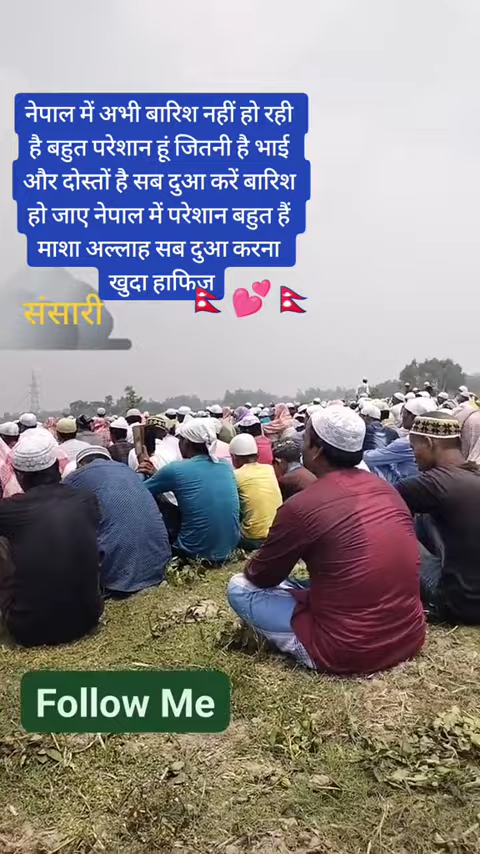 नेपाल में अभी बारिश नहीं हो रही
है बहुत परेशान हूं जितनी है भाई
और दोस्तों है सब दुआ करें बारिश
हो जाए नेपाल में परेशान बहुत हैं
माशा अल्लाह सब दुआ करना
खुदा हाफिज
संसारी
Follow Me